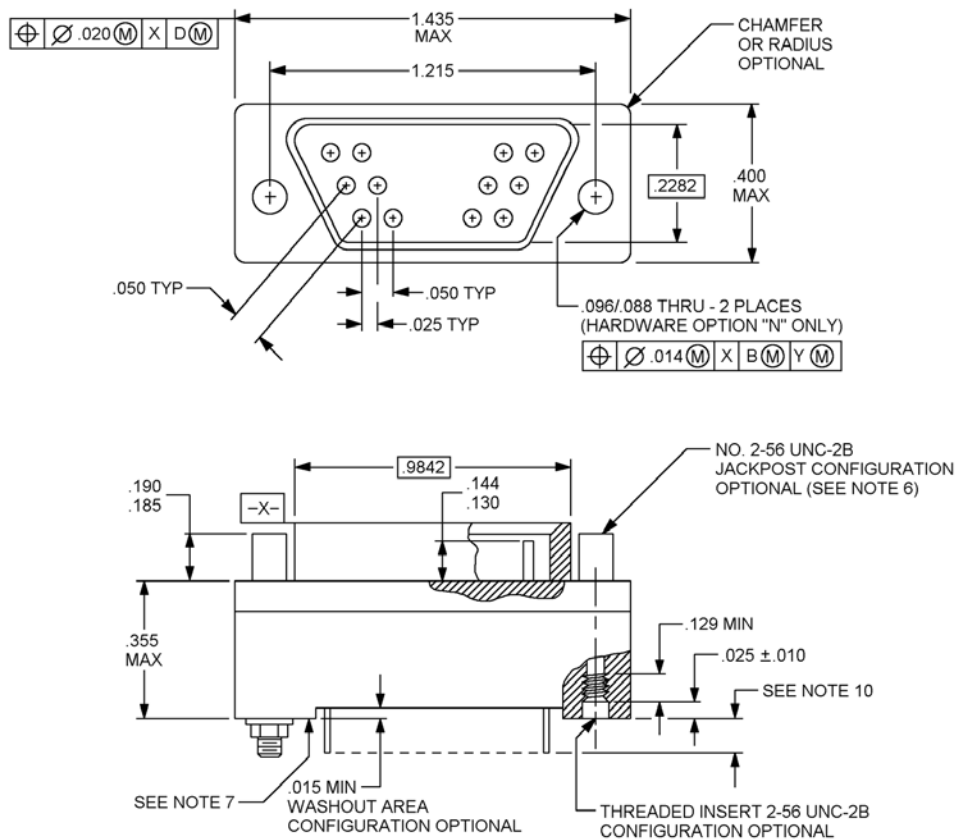 ⌖ ⌀ .020 Ⓜ X D Ⓜ
1.435
MAX
1.215
CHAMFER
OR RADIUS
OPTIONAL
.2282
.400
MAX
.050 TYP
.050 TYP
.025 TYP
.096/.088 THRU - 2 PLACES
(HARDWARE OPTION "N" ONLY)
⌖ ⌀ .014 Ⓜ X B Ⓜ Y Ⓜ
.9842
.144
.130
NO. 2-56 UNC-2B
JACKPOST CONFIGURATION
OPTIONAL (SEE NOTE 6)
.190
.185
-X-
.355
MAX
.129 MIN
.025 ±.010
SEE NOTE 10
SEE NOTE 7
.015 MIN
WASHOUT AREA
CONFIGURATION OPTIONAL
THREADED INSERT 2-56 UNC-2B
CONFIGURATION OPTIONAL